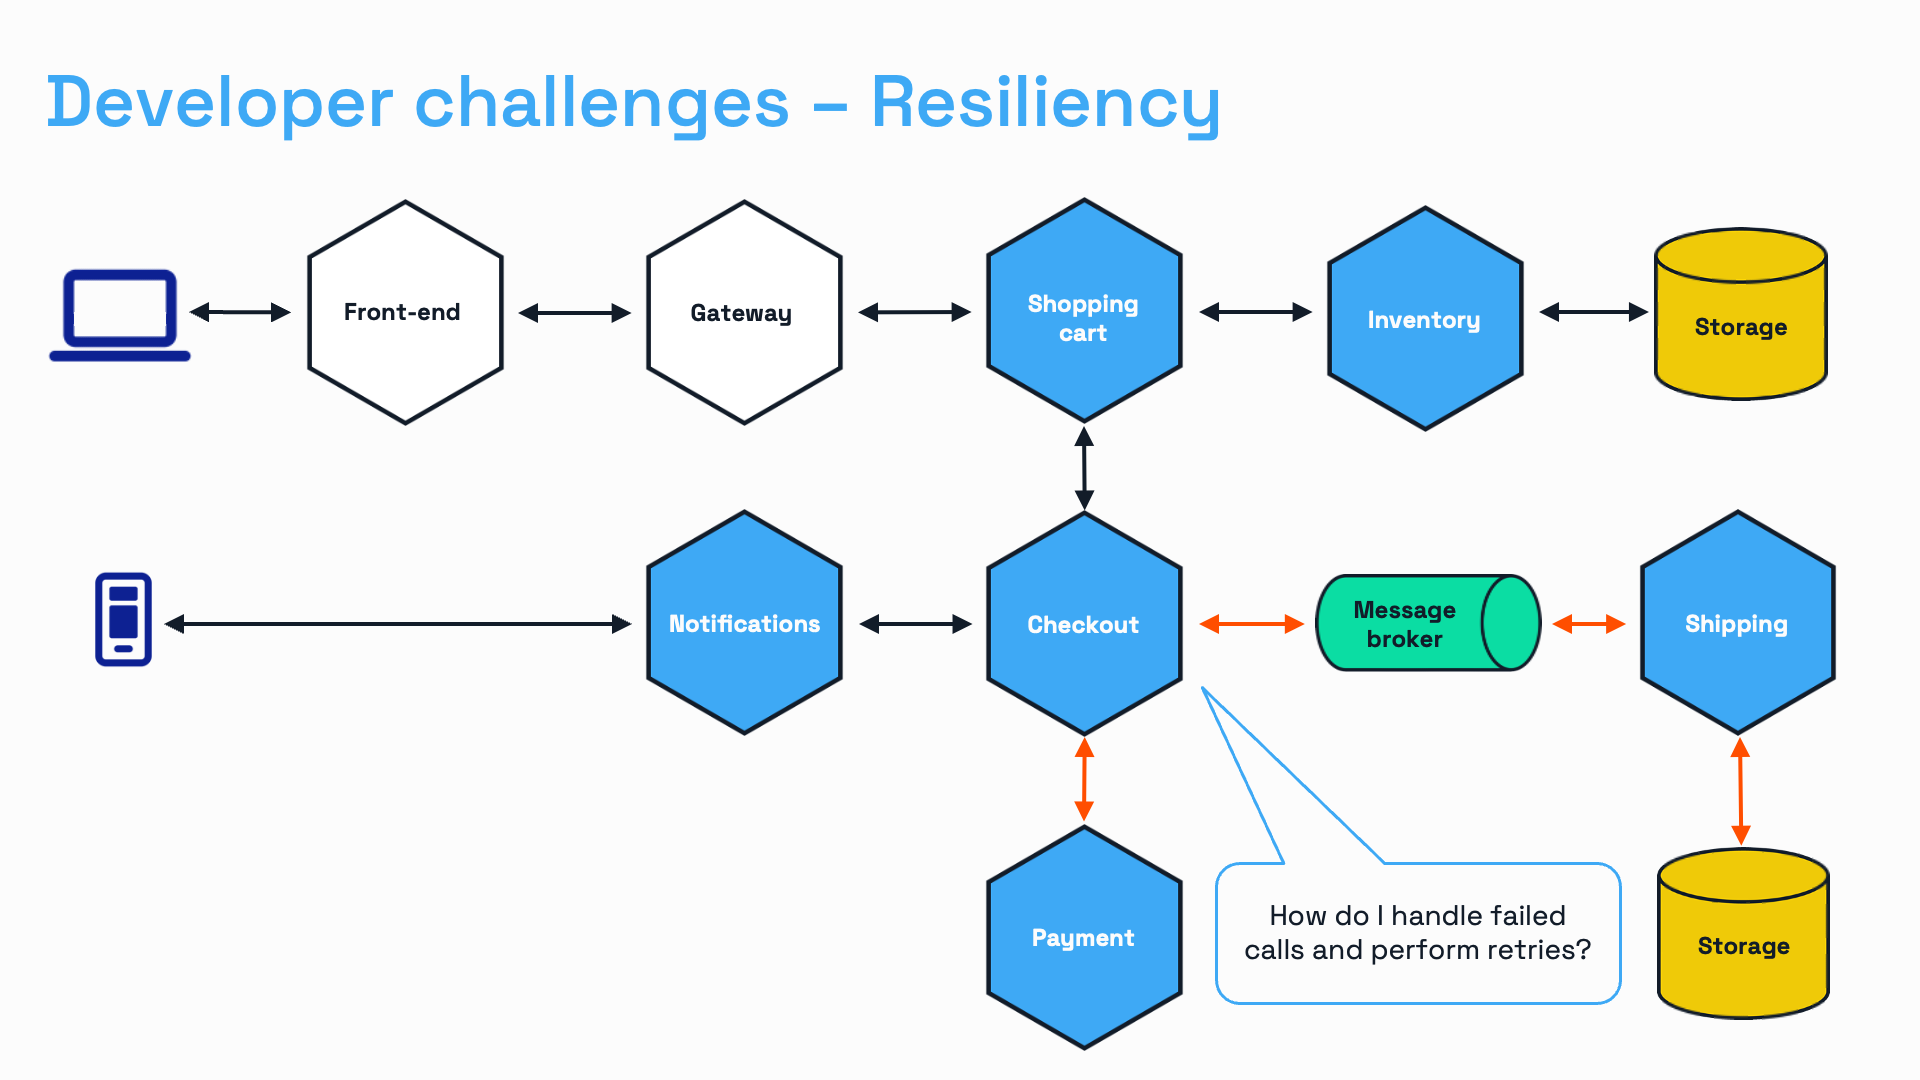 Developer challenges – Resiliency
Front-end
Gateway
Shopping
cart
Inventory
Storage
Notifications
Checkout
Message
broker
Shipping
Payment
How do I handle failed
calls and perform retries?
Storage